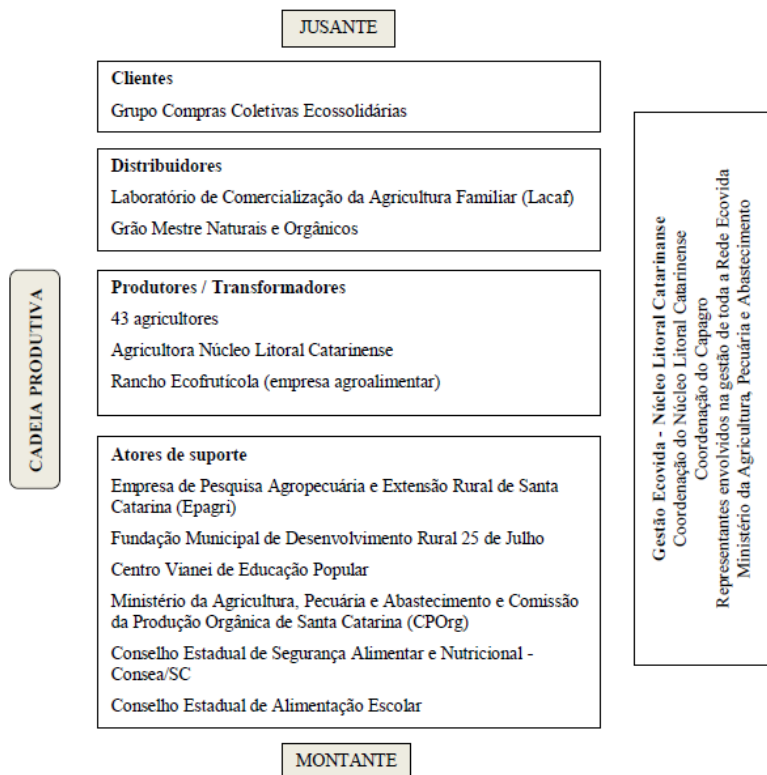 JUSANTE
Clientes
Grupo Compras Coletivas Ecossolidárias
Distribuidores
Laboratório de Comercialização da Agricultura Familiar (Lacaf)
Grão Mestre Naturais e Orgânicos
CADEIA PRODUTIVA
Produtores / Transformadores
43 agricultores
Agricultora Núcleo Litoral Catarinense
Rancho Ecofrutícola (empresa agroalimentar)
Atores de suporte
Empresa de Pesquisa Agropecuária e Extensão Rural de Santa
Catarina (Epagri)
Fundação Municipal de Desenvolvimento Rural 25 de Julho
Centro Vianei de Educação Popular
Ministério da Agricultura, Pecuária e Abastecimento e Comissão
da Produção Orgânica de Santa Catarina (CPOrg)
Conselho Estadual de Segurança Alimentar e Nutricional -
Consea/SC
Conselho Estadual de Alimentação Escolar
MONTANTE
Gestão Ecovida - Núcleo Litoral Catarinanse
Coordenação do Núcleo Litoral Catarinense
Coordenação do Capagro
Representantes envolvidos na gestão de toda a Rede Ecovida
Ministério da Agricultura, Pecuária e Abastecimento